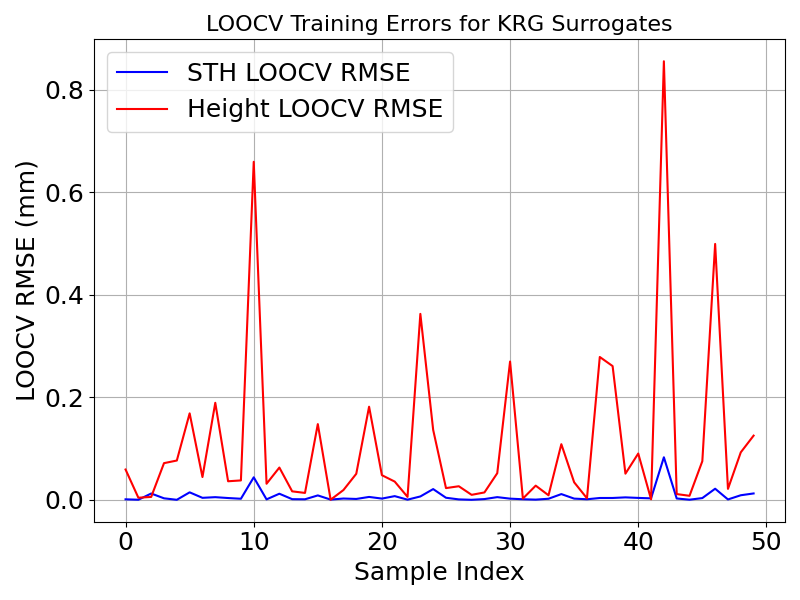 LOOCV Training Errors for KRG Surrogates
STH LOOCV RMSE
Height LOOCV RMSE
LOOCV RMSE (mm)
0.8
0.6
0.4
0.2
0.0
0 10 20 30 40 50
Sample Index